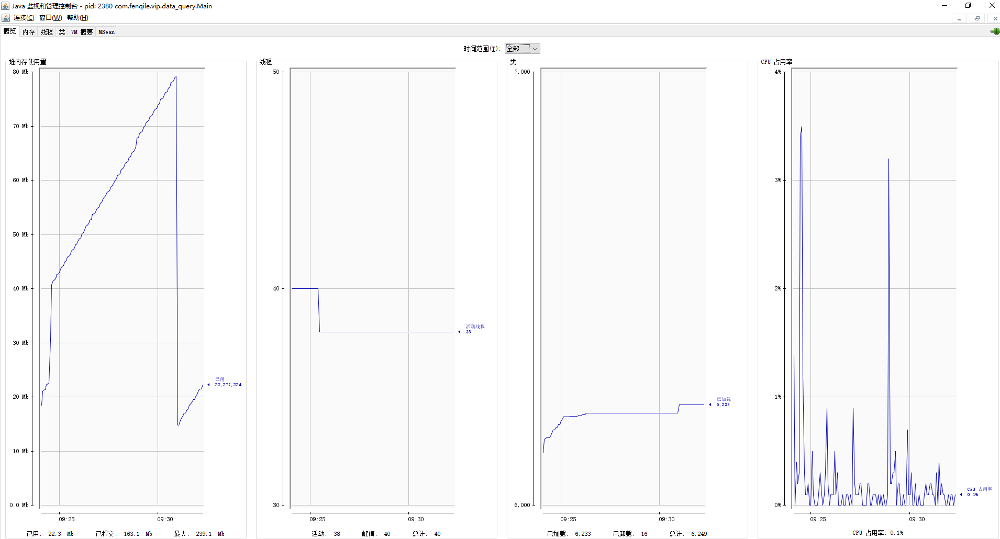 Java 监视和管理控制台 - pid: 2380 com.fenqile.vip.data_query.Main
连接(C) 窗口(W) 帮助(H)
概览 内存 线程 类 VM 概要 MBean
时间范围(T): 全部
堆内存使用量
80 Mb
70 Mb
60 Mb
50 Mb
40 Mb
30 Mb
20 Mb
10 Mb
0.0 Mb
09:25 09:30
已用
22,277,224
已用: 22.3 Mb 已提交: 163.1 Mb 最大: 239.1 Mb
线程
50
40
30
09:25 09:30
活动线程
38
活动: 38 峰值: 40 总计: 40
类
7,000
6,000
09:25 09:30
已加载
6,233
已加载: 6,233 已卸载: 16 总计: 6,249
CPU 占用率
4%
3%
2%
1%
0%
09:25 09:30
CPU 占用率
0.1%
CPU 占用率: 0.1%